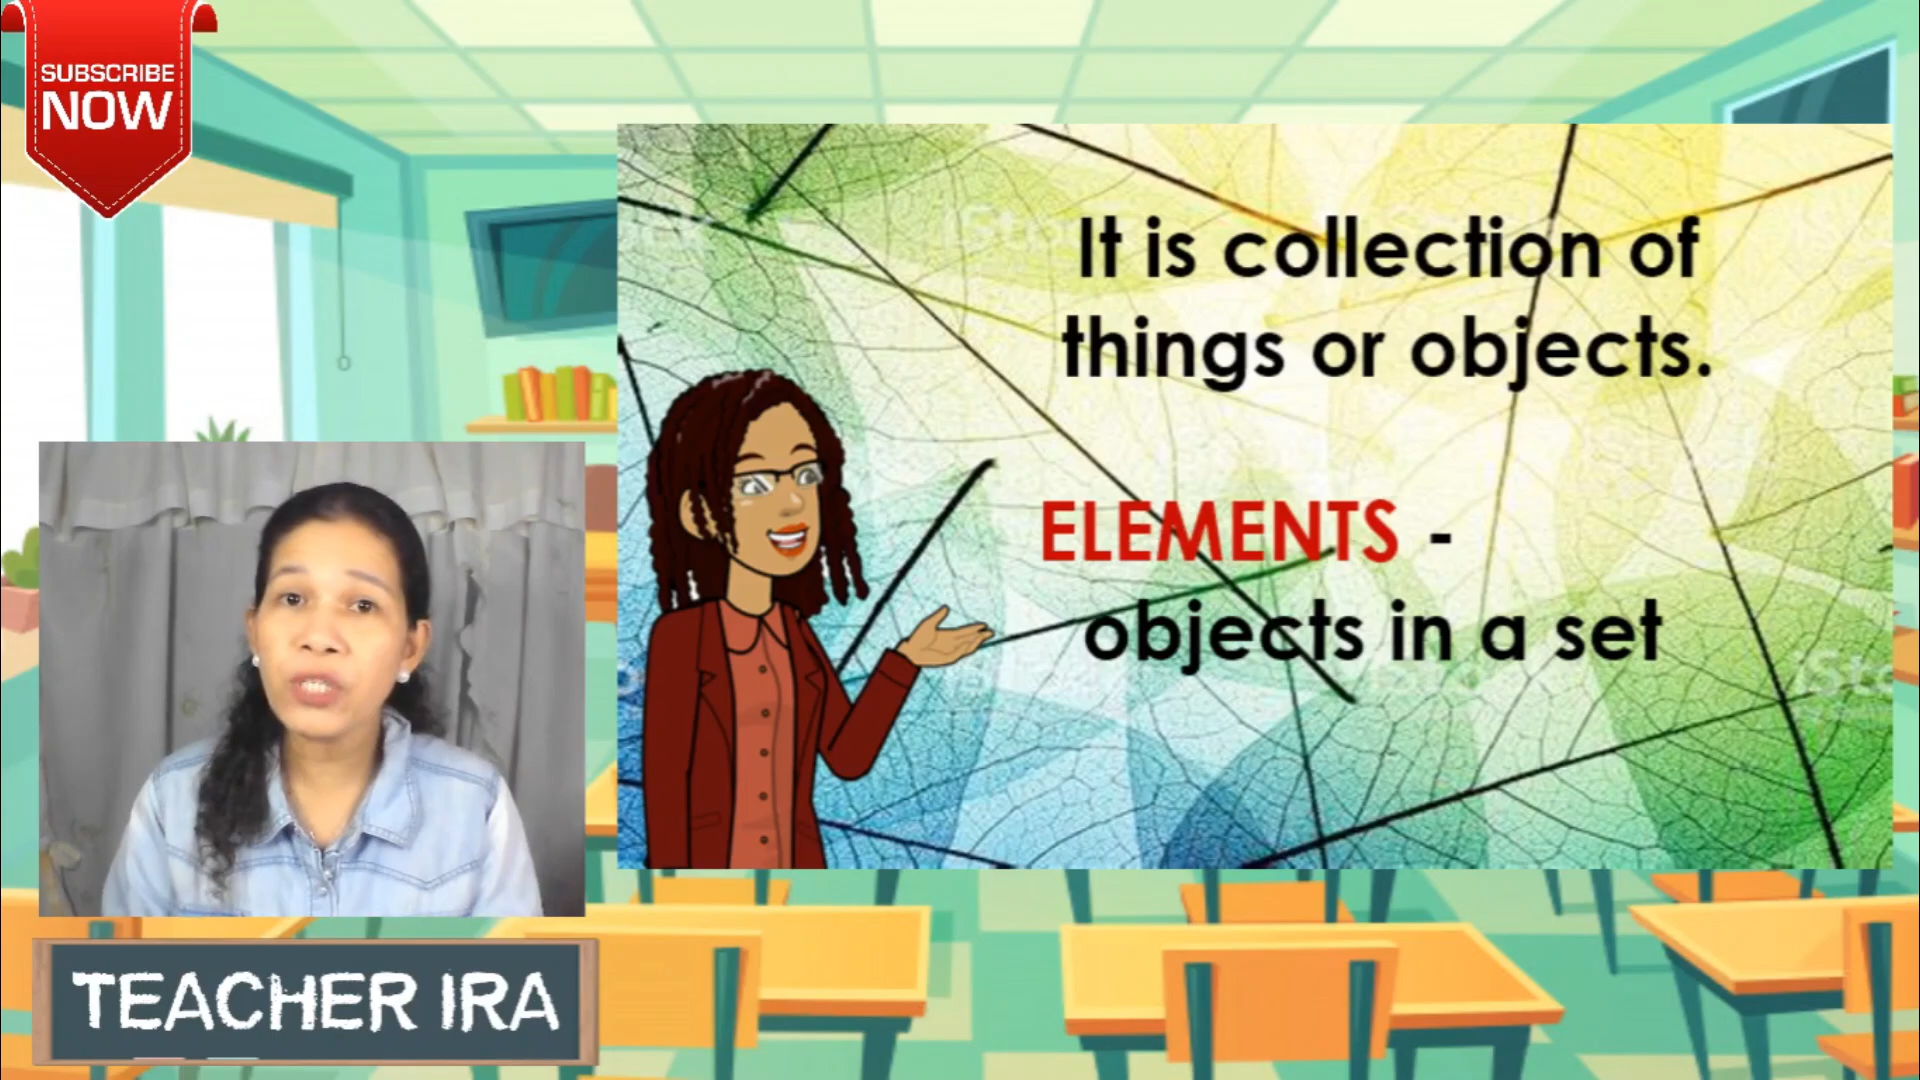 SUBSCRIBE
NOW
It is collection of
things or objects.
ELEMENTS -
objects in a set
TEACHER IRA